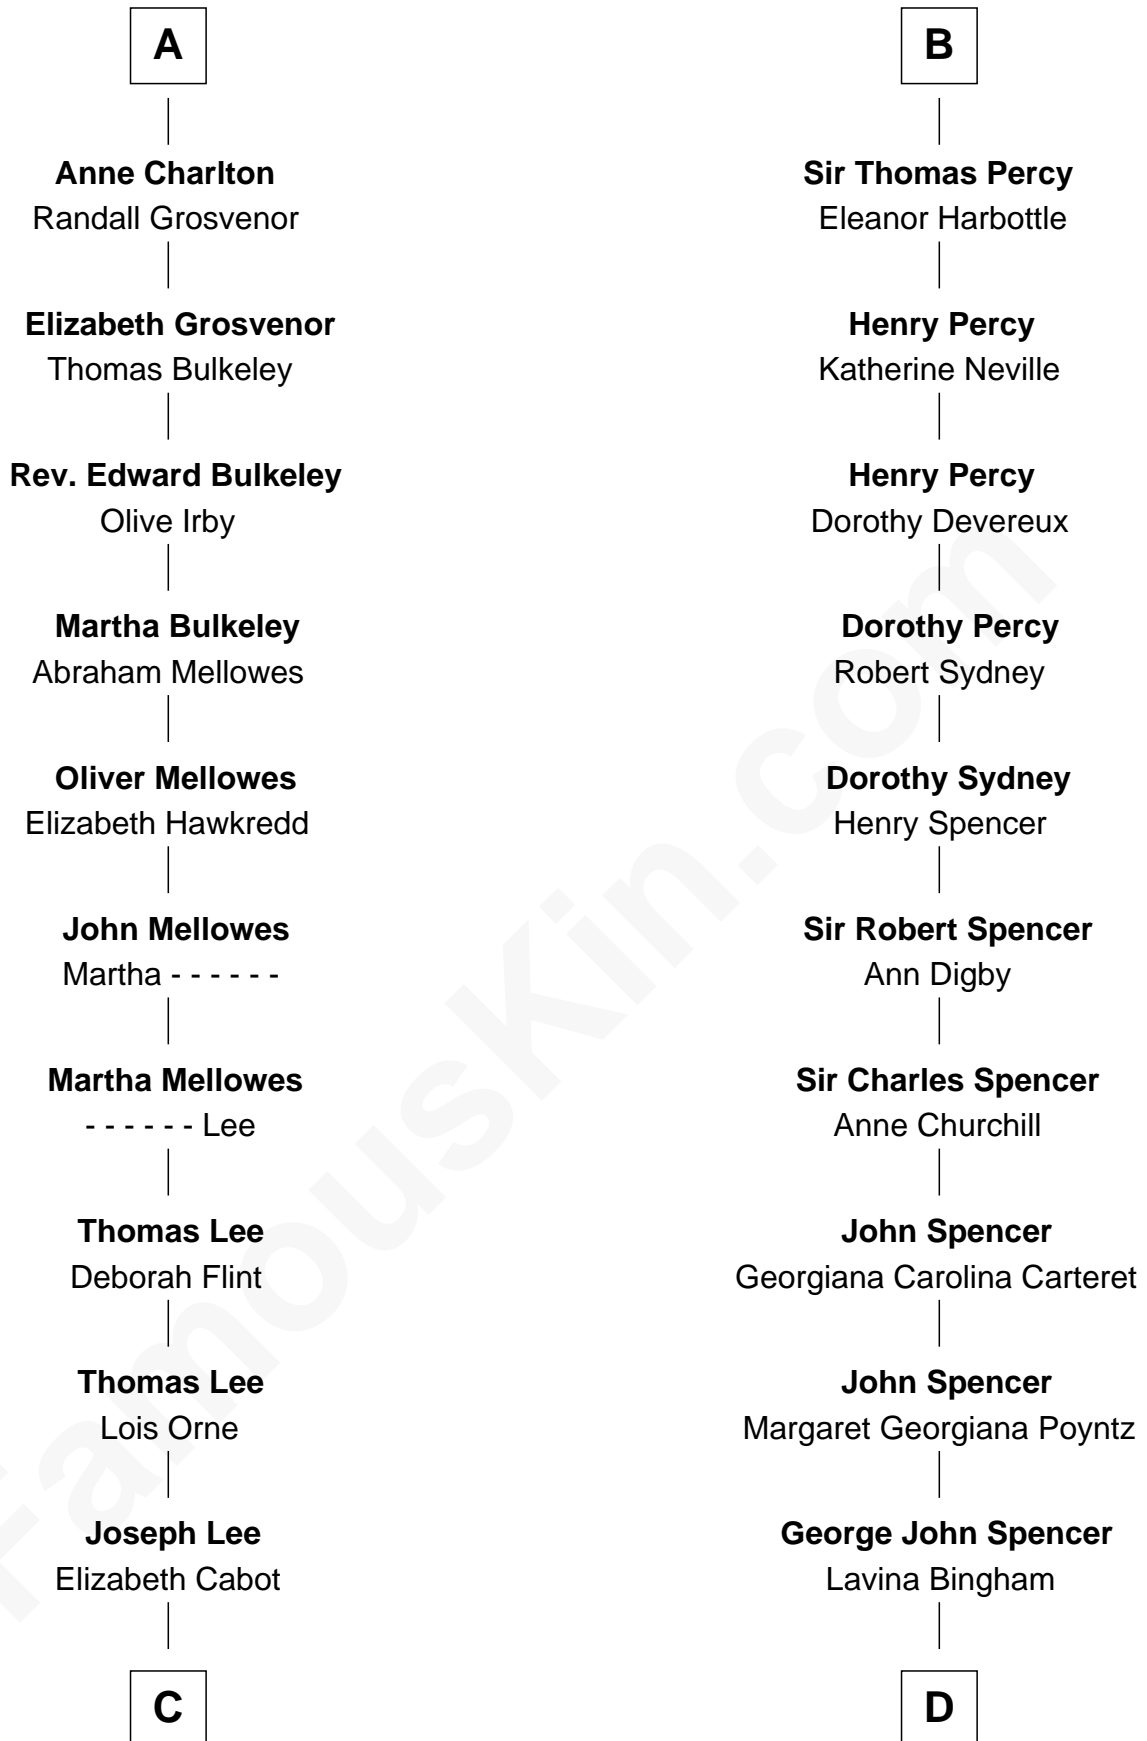 A
Anne Charlton
Randall Grosvenor
Elizabeth Grosvenor
Thomas Bulkeley
Rev. Edward Bulkeley
Olive Irby
Martha Bulkeley
Abraham Mellowes
Oliver Mellowes
Elizabeth Hawkredd
John Mellowes
Martha - - - - - -
Martha Mellowes
- - - - - - Lee
Thomas Lee
Deborah Flint
Thomas Lee
Lois Orne
Joseph Lee
Elizabeth Cabot
C
B
Sir Thomas Percy
Eleanor Harbottle
Henry Percy
Katherine Neville
Henry Percy
Dorothy Devereux
Dorothy Percy
Robert Sydney
Dorothy Sydney
Henry Spencer
Sir Robert Spencer
Ann Digby
Sir Charles Spencer
Anne Churchill
John Spencer
Georgiana Carolina Carteret
John Spencer
Margaret Georgiana Poyntz
George John Spencer
Lavina Bingham
D
FamousKin.com